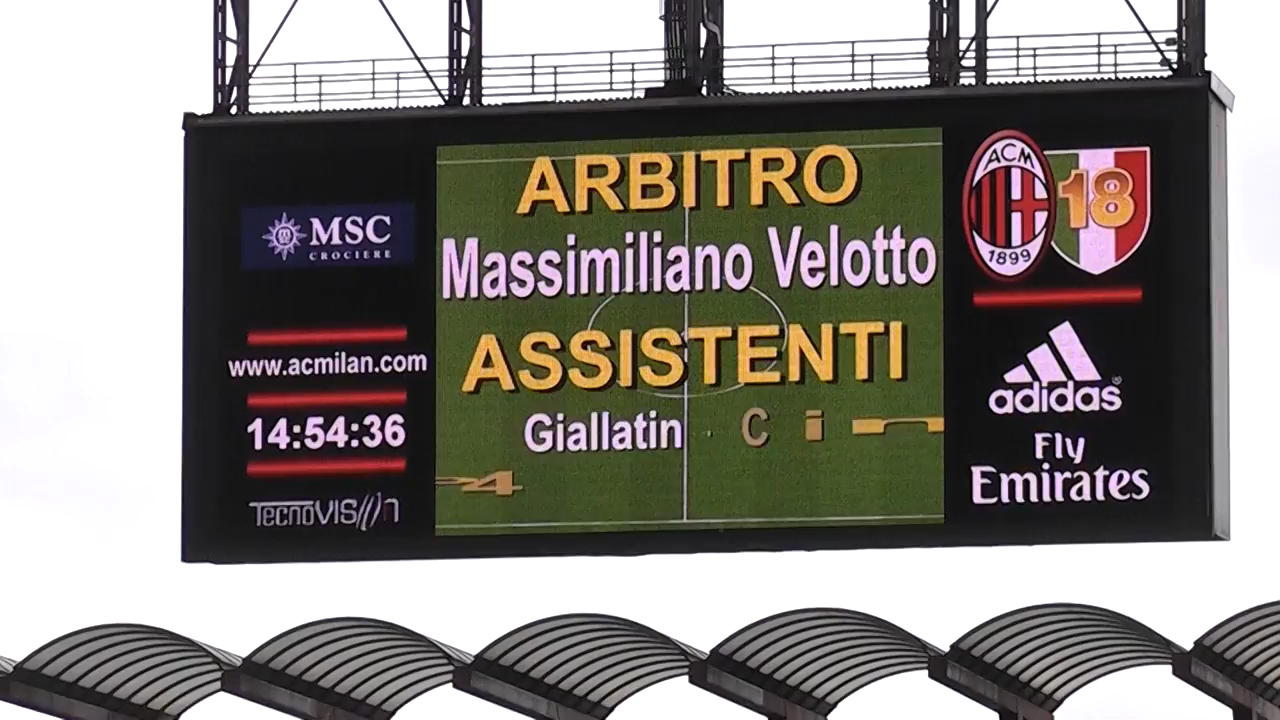 ARBITRO
Massimiliano Velotto
ASSISTENTI
Giallatin
MSC
CROCIERE
www.acmilan.com
14:54:36
TECNOVISION
ACM
1899
18
adidas
Fly
Emirates